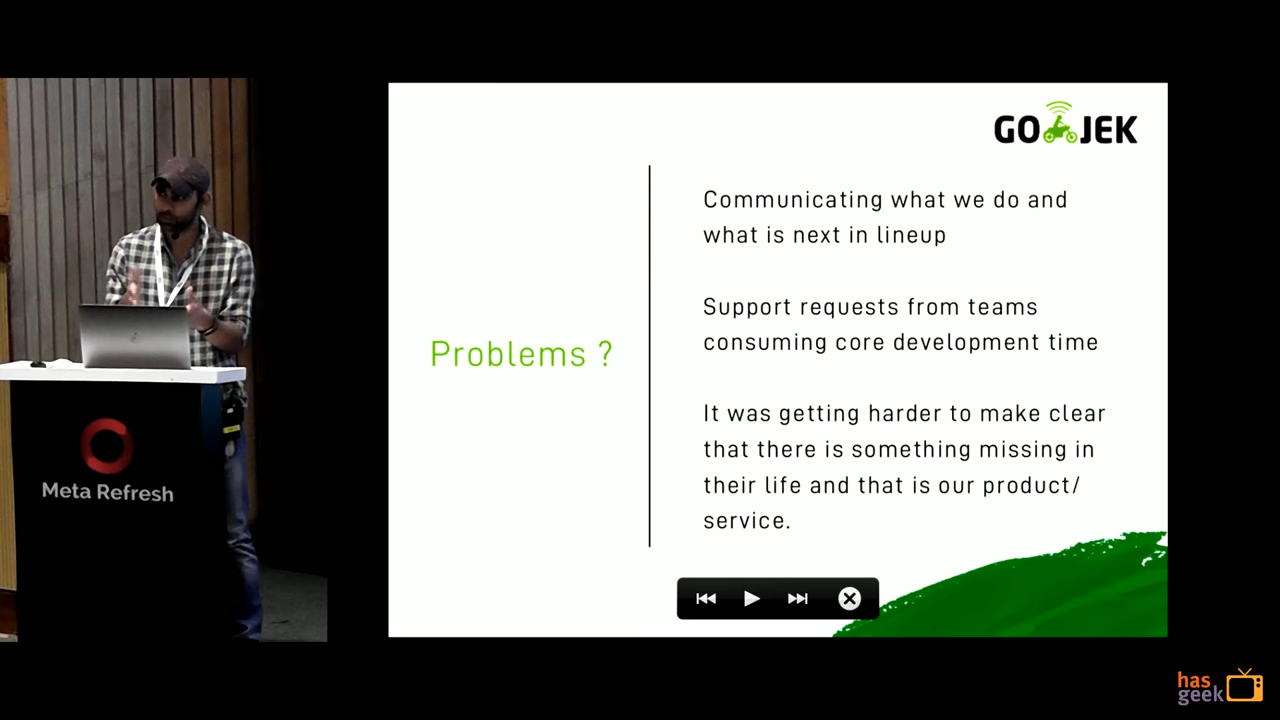 GO JEK
Problems ?
Communicating what we do and
what is next in lineup
Support requests from teams
consuming core development time
It was getting harder to make clear
that there is something missing in
their life and that is our product/
service.
Meta Refresh
has
geek